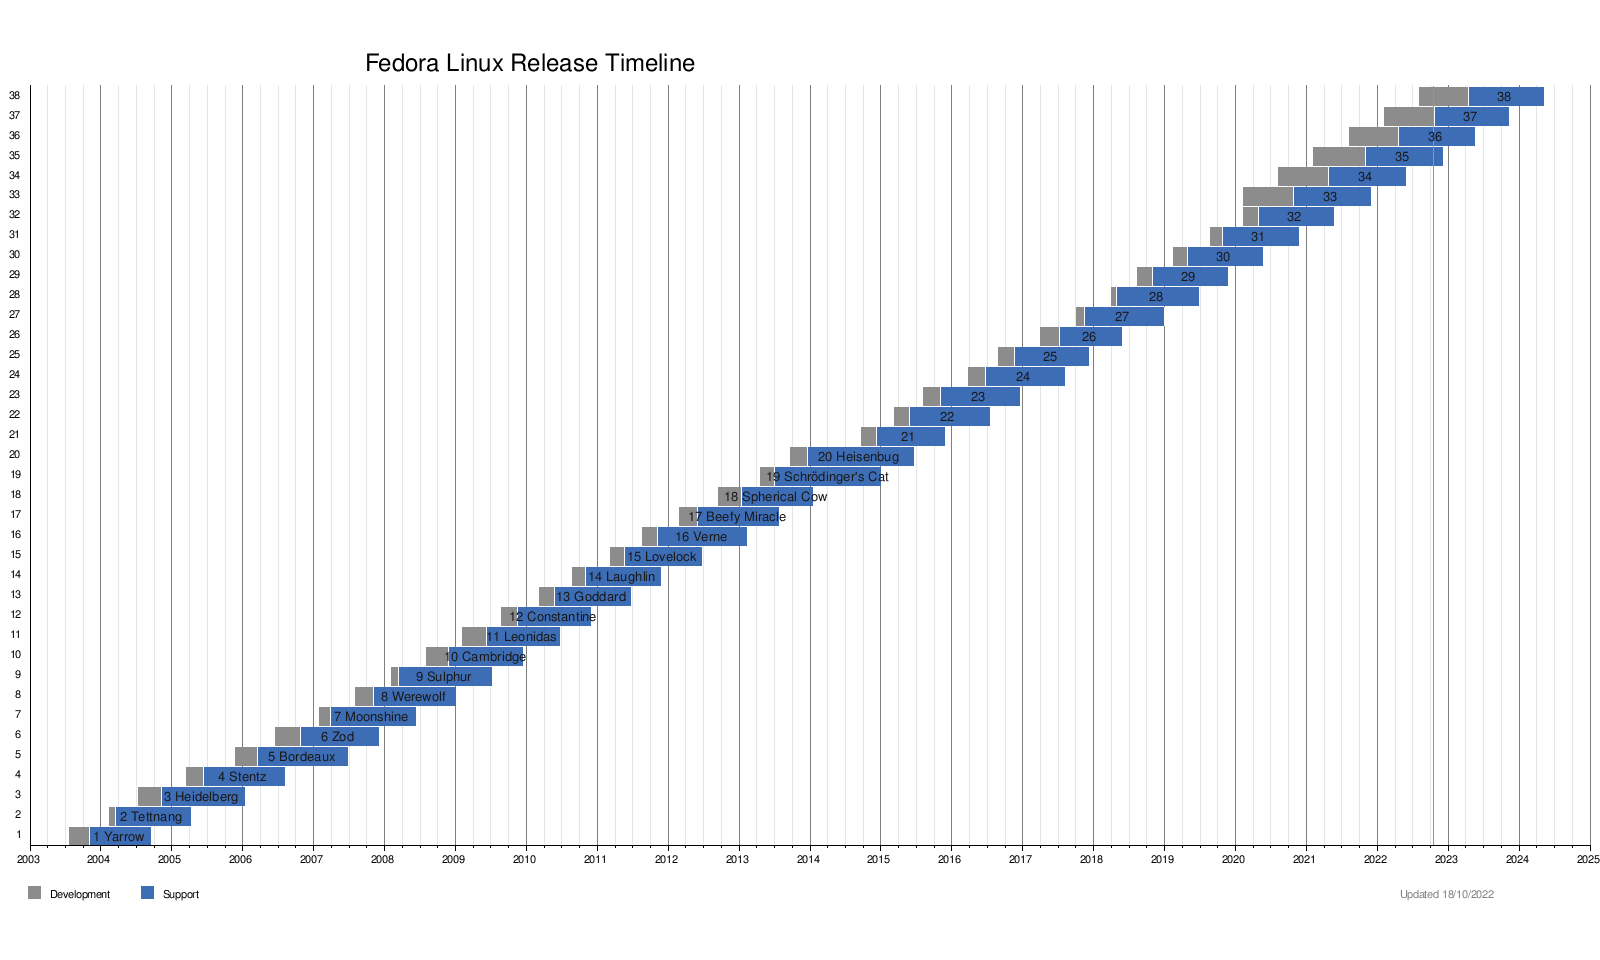 Fedora Linux Release Timeline
38 38
37 37
36 36
35 35
34 34
33 33
32 32
31 31
30 30
29 29
28 28
27 27
26 26
25 25
24 24
23 23
22 22
21 21
20 20 Heisenbug
19 19 Schrödinger's Cat
18 18 Spherical Cow
17 17 Beefy Miracle
16 16 Verne
15 15 Lovelock
14 14 Laughlin
13 13 Goddard
12 12 Constantine
11 11 Leonidas
10 10 Cambridge
9 9 Sulphur
8 8 Werewolf
7 7 Moonshine
6 6 Zod
5 5 Bordeaux
4 4 Stentz
3 3 Heidelberg
2 2 Tettnang
1 1 Yarrow
2003 2004 2005 2006 2007 2008 2009 2010 2011 2012 2013 2014 2015 2016 2017 2018 2019 2020 2021 2022 2023 2024 2025
Development Support Updated 18/10/2022